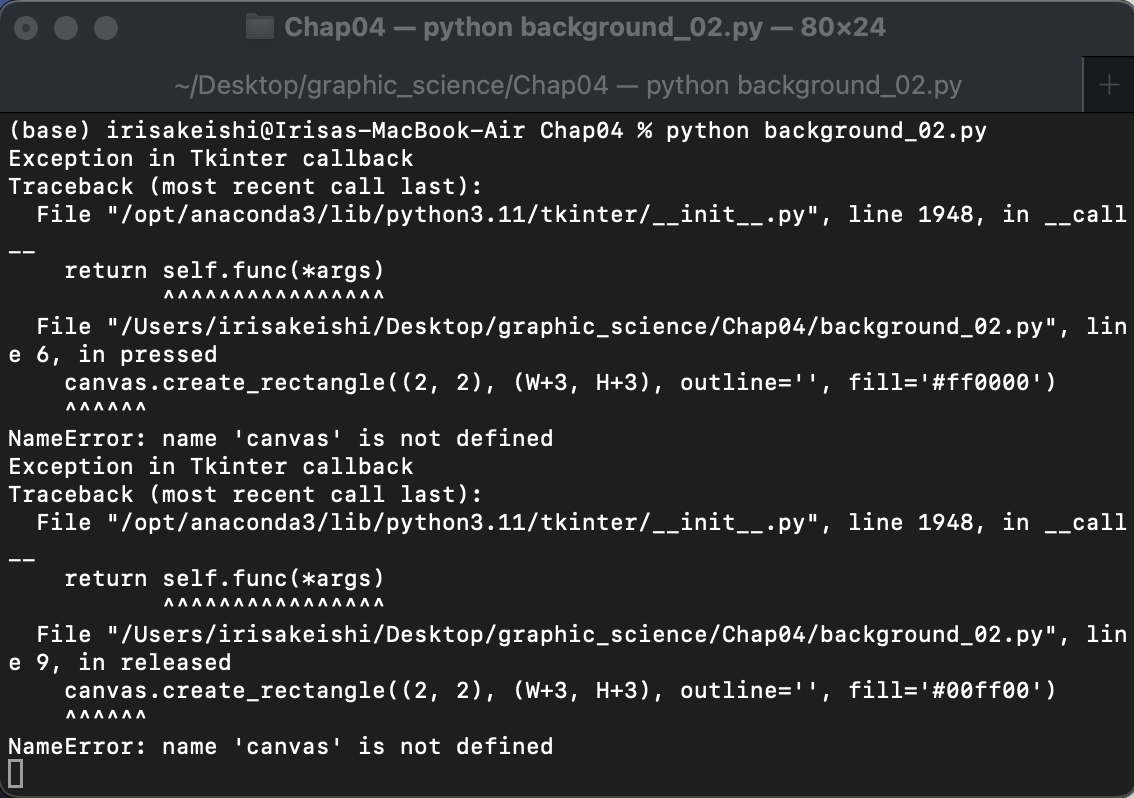 Chap04 — python background_02.py — 80×24
~/Desktop/graphic_science/Chap04 — python background_02.py
+
(base) irisakeishi@Irisas-MacBook-Air Chap04 % python background_02.py
Exception in Tkinter callback
Traceback (most recent call last):
  File "/opt/anaconda3/lib/python3.11/tkinter/__init__.py", line 1948, in __call
__
    return self.func(*args)
           ^^^^^^^^^^^^^^^^
  File "/Users/irisakeishi/Desktop/graphic_science/Chap04/background_02.py", lin
e 6, in pressed
    canvas.create_rectangle((2, 2), (W+3, H+3), outline='', fill='#ff0000')
    ^^^^^^
NameError: name 'canvas' is not defined
Exception in Tkinter callback
Traceback (most recent call last):
  File "/opt/anaconda3/lib/python3.11/tkinter/__init__.py", line 1948, in __call
__
    return self.func(*args)
           ^^^^^^^^^^^^^^^^
  File "/Users/irisakeishi/Desktop/graphic_science/Chap04/background_02.py", lin
e 9, in released
    canvas.create_rectangle((2, 2), (W+3, H+3), outline='', fill='#00ff00')
    ^^^^^^
NameError: name 'canvas' is not defined